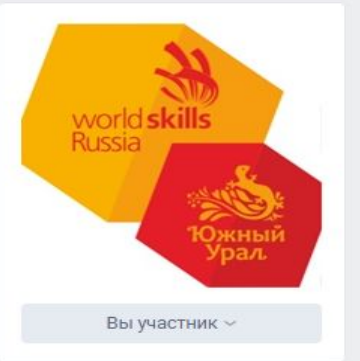 world skills
Russia
Южный
Урал
Вы участник